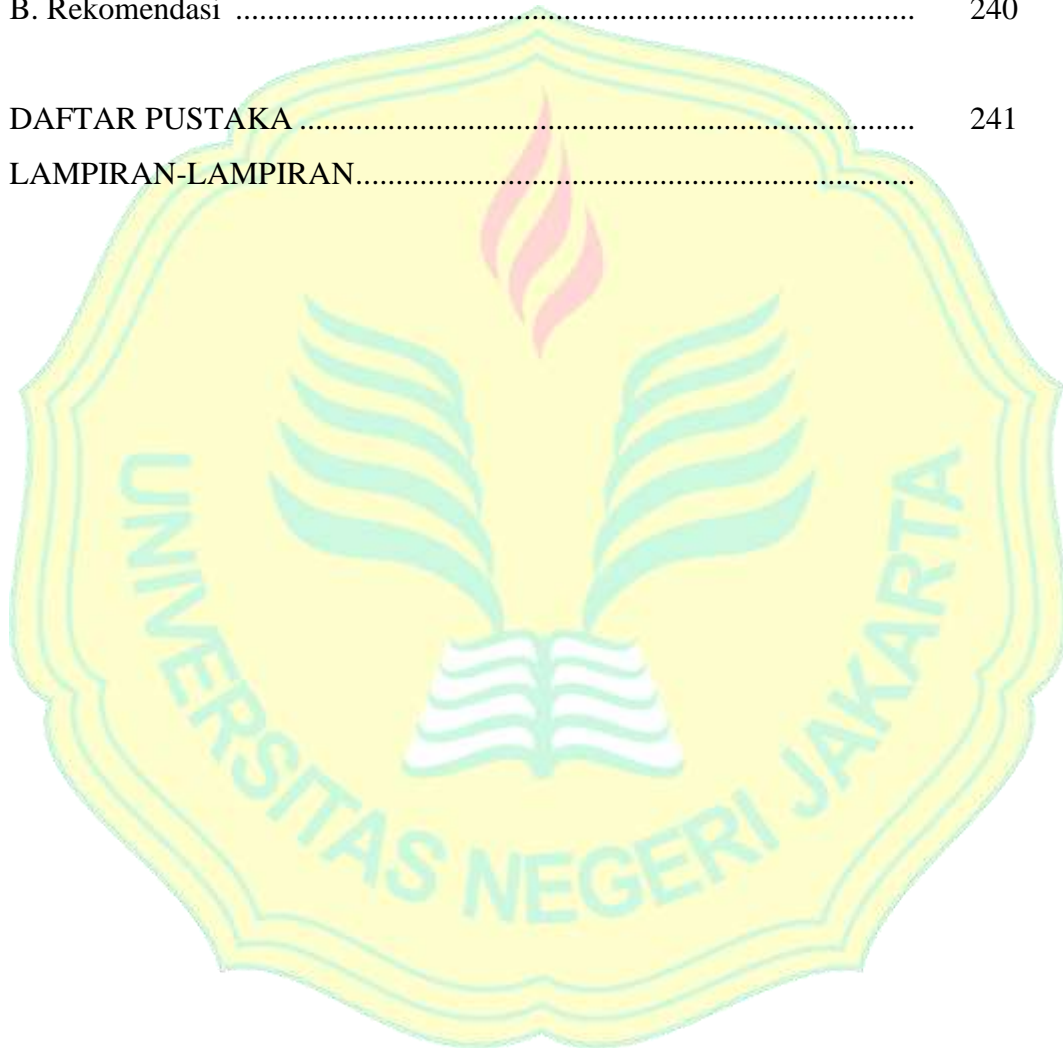 B. Rekomendasi ........................................................................................ 240
DAFTAR PUSTAKA ............................................................................... 241
LAMPIRAN-LAMPIRAN........................................................................
UNIVERSITAS NEGERI JAKARTA